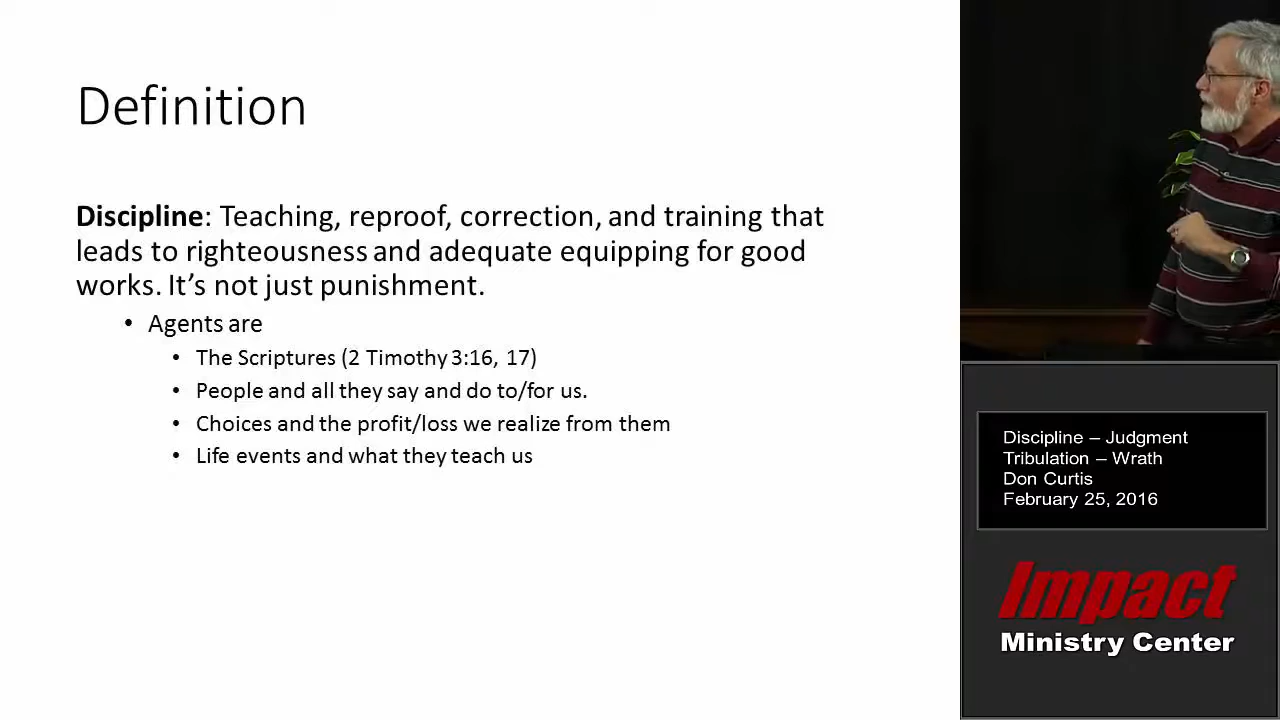 Definition
Discipline: Teaching, reproof, correction, and training that
leads to righteousness and adequate equipping for good
works. It’s not just punishment.
• Agents are
• The Scriptures (2 Timothy 3:16, 17)
• People and all they say and do to/for us.
• Choices and the profit/loss we realize from them
• Life events and what they teach us
Discipline – Judgment
Tribulation – Wrath
Don Curtis
February 25, 2016
Impact
Ministry Center